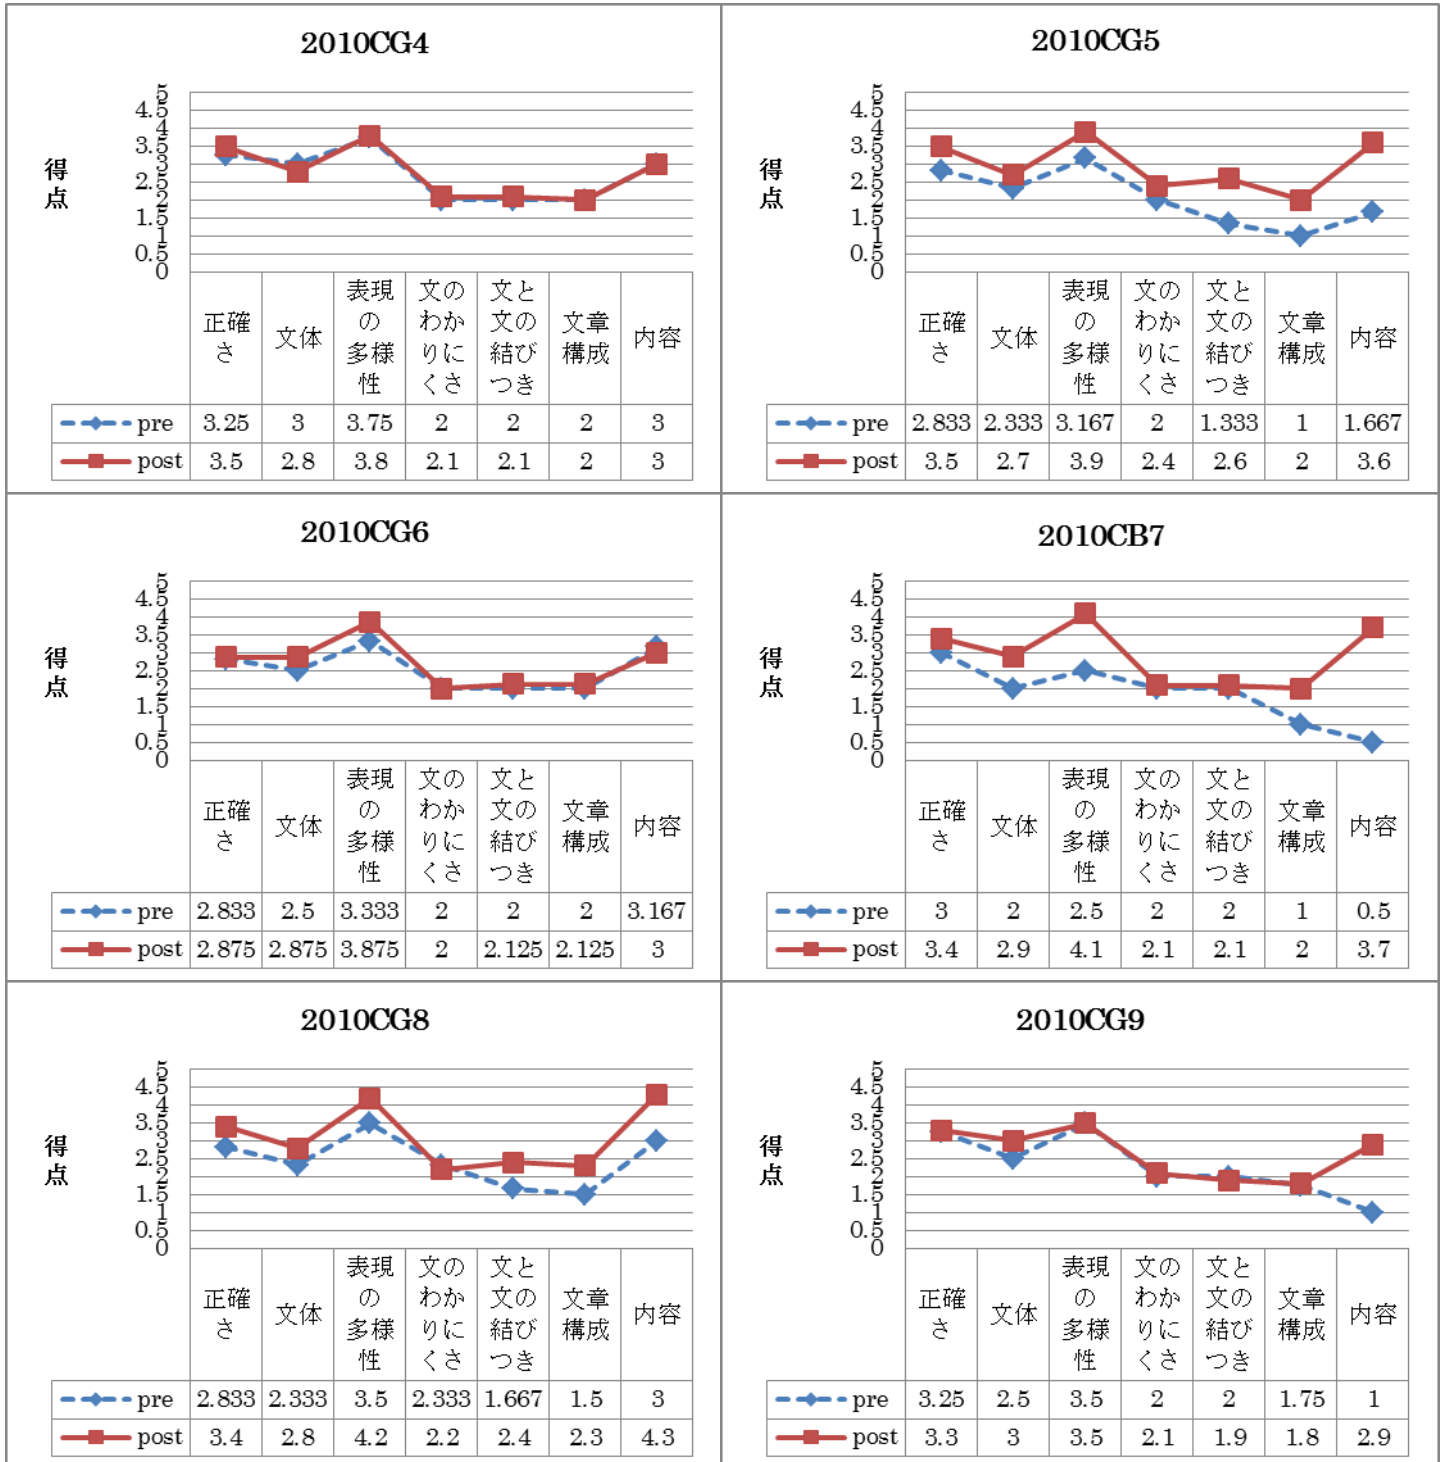 2010CG4
5
4.5
4
3.5
3
2.5
2
1.5
1
0.5
0
得
点
正確
さ
文体
表現
の
多様
性
文の
わか
りに
くさ
文と
文の
結び
つき
文章
構成
内容
pre 3.25 3 3.75 2 2 2 3
post 3.5 2.8 3.8 2.1 2.1 2 3
2010CG5
5
4.5
4
3.5
3
2.5
2
1.5
1
0.5
0
得
点
正確
さ
文体
表現
の
多様
性
文の
わか
りに
くさ
文と
文の
結び
つき
文章
構成
内容
pre 2.833 2.333 3.167 2 1.333 1 1.667
post 3.5 2.7 3.9 2.4 2.6 2 3.6
2010CG6
5
4.5
4
3.5
3
2.5
2
1.5
1
0.5
0
得
点
正確
さ
文体
表現
の
多様
性
文の
わか
りに
くさ
文と
文の
結び
つき
文章
構成
内容
pre 2.833 2.5 3.333 2 2 2 3.167
post 2.875 2.875 3.875 2 2.125 2.125 3
2010CB7
5
4.5
4
3.5
3
2.5
2
1.5
1
0.5
0
得
点
正確
さ
文体
表現
の
多様
性
文の
わか
りに
くさ
文と
文の
結び
つき
文章
構成
内容
pre 3 2 2.5 2 2 1 0.5
post 3.4 2.9 4.1 2.1 2.1 2 3.7
2010CG8
5
4.5
4
3.5
3
2.5
2
1.5
1
0.5
0
得
点
正確
さ
文体
表現
の
多様
性
文の
わか
りに
くさ
文と
文の
結び
つき
文章
構成
内容
pre 2.833 2.333 3.5 2.333 1.667 1.5 3
post 3.4 2.8 4.2 2.2 2.4 2.3 4.3
2010CG9
5
4.5
4
3.5
3
2.5
2
1.5
1
0.5
0
得
点
正確
さ
文体
表現
の
多様
性
文の
わか
りに
くさ
文と
文の
結び
つき
文章
構成
内容
pre 3.25 2.5 3.5 2 2 1.75 1
post 3.3 3 3.5 2.1 1.9 1.8 2.9